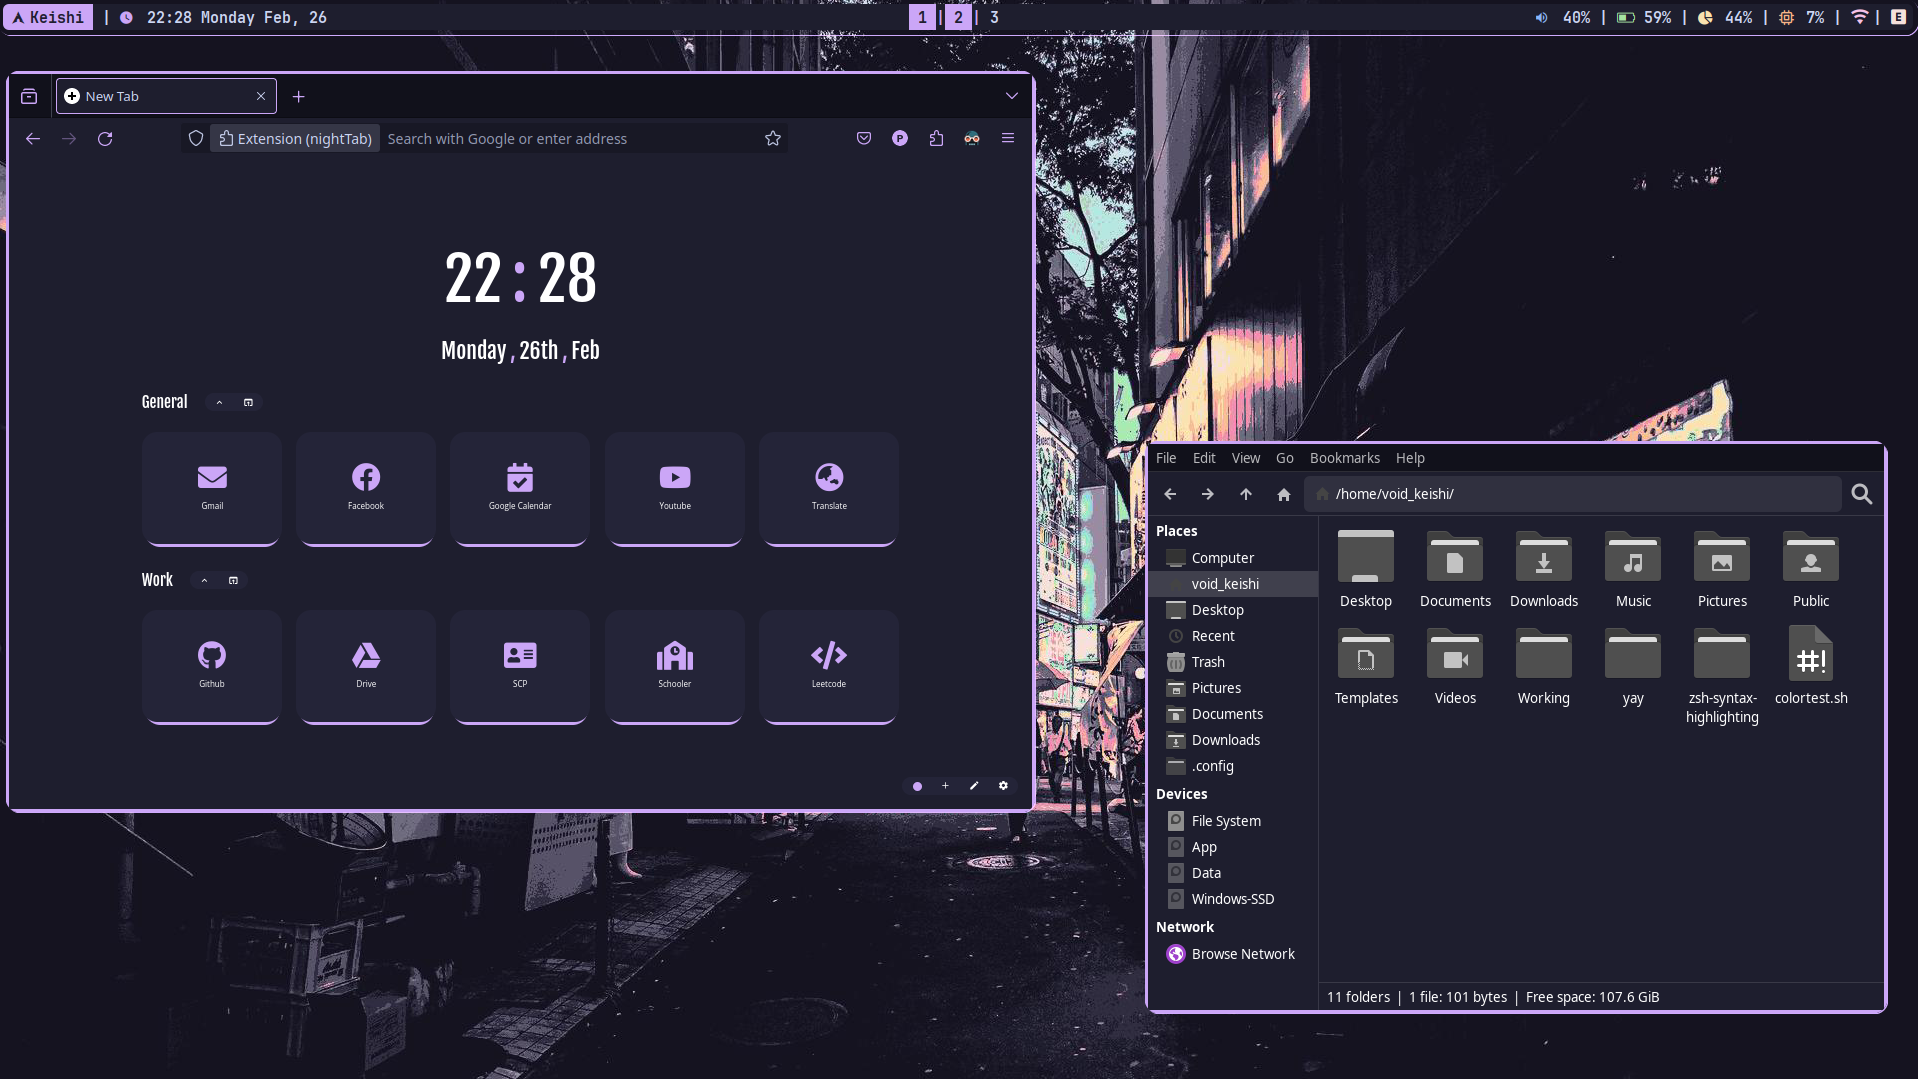 Keishi | 22:28 Monday Feb, 26
1 | 2 | 3
40% | 59% | 44% | 7% | | E
New Tab
Extension (nightTab) Search with Google or enter address
P
22:28
Monday, 26th, Feb
General
Gmail Facebook Google Calendar Youtube Translate
Work
Github Drive SCP Schooler Leetcode
File Edit View Go Bookmarks Help
/home/void_keishi/
Places
Computer
void_keishi
Desktop
Recent
Trash
Pictures
Documents
Downloads
.config
Devices
File System
App
Data
Windows-SSD
Network
Browse Network
Desktop Documents Downloads Music Pictures Public
#!
Templates Videos Working yay zsh-syntax- colortest.sh
highlighting
11 folders | 1 file: 101 bytes | Free space: 107.6 GiB